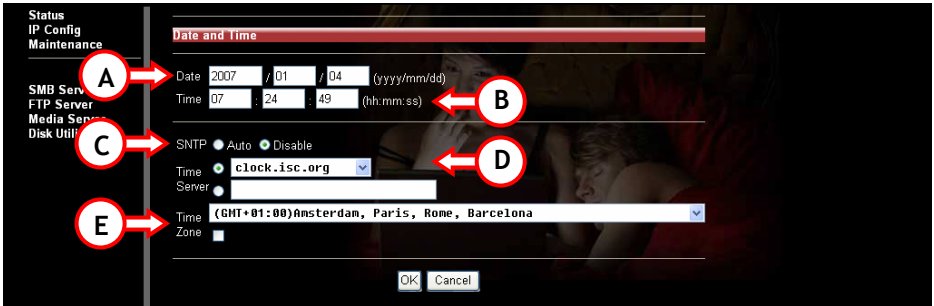 Status
IP Config
Maintenance
SMB Serv
FTP Server
Media Serve
Disk Utili
Date and Time
A
Date 2007 / 01 / 04 (yyyy/mm/dd)
Time 07 : 24 : 49 (hh:mm:ss)
B
C
SNTP Auto Disable
D
Time Server
clock.isc.org
E
Time Zone
(GMT+01:00)Amsterdam, Paris, Rome, Barcelona
OK Cancel